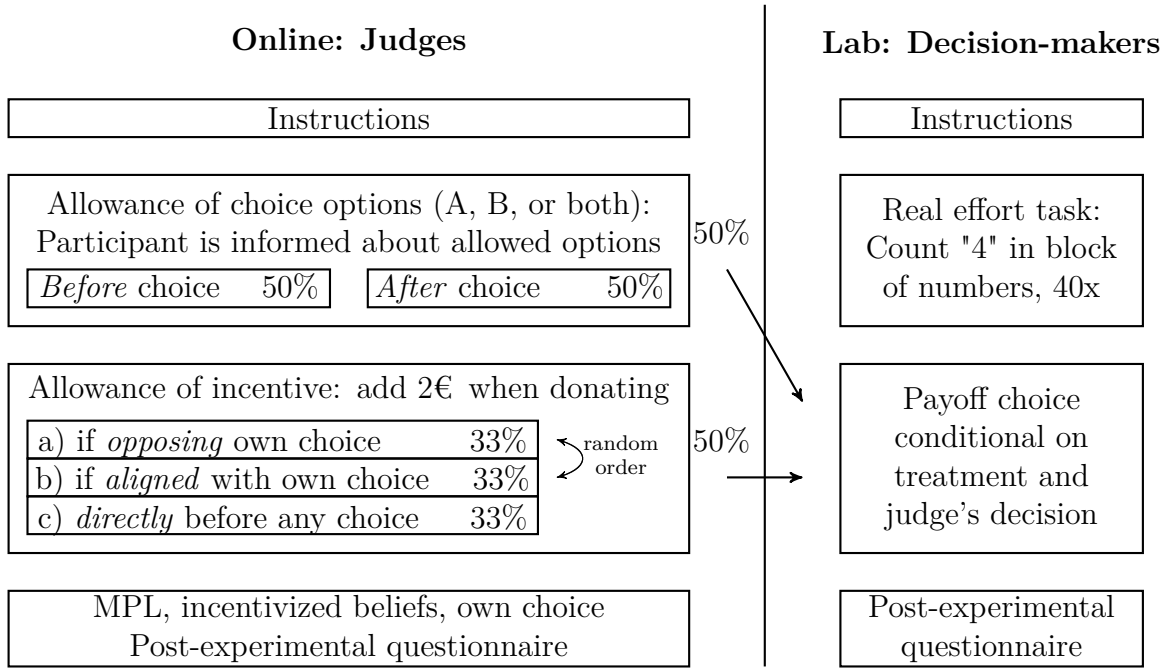 Online: Judges
Instructions
Allowance of choice options (A, B, or both):
Participant is informed about allowed options
Before choice 50%
After choice 50%
50%
Allowance of incentive: add 2€ when donating
a) if opposing own choice 33%
b) if aligned with own choice 33%
c) directly before any choice 33%
random
order
50%
MPL, incentivized beliefs, own choice
Post-experimental questionnaire
Lab: Decision-makers
Instructions
Real effort task:
Count "4" in block
of numbers, 40x
Payoff choice
conditional on
treatment and
judge's decision
Post-experimental
questionnaire